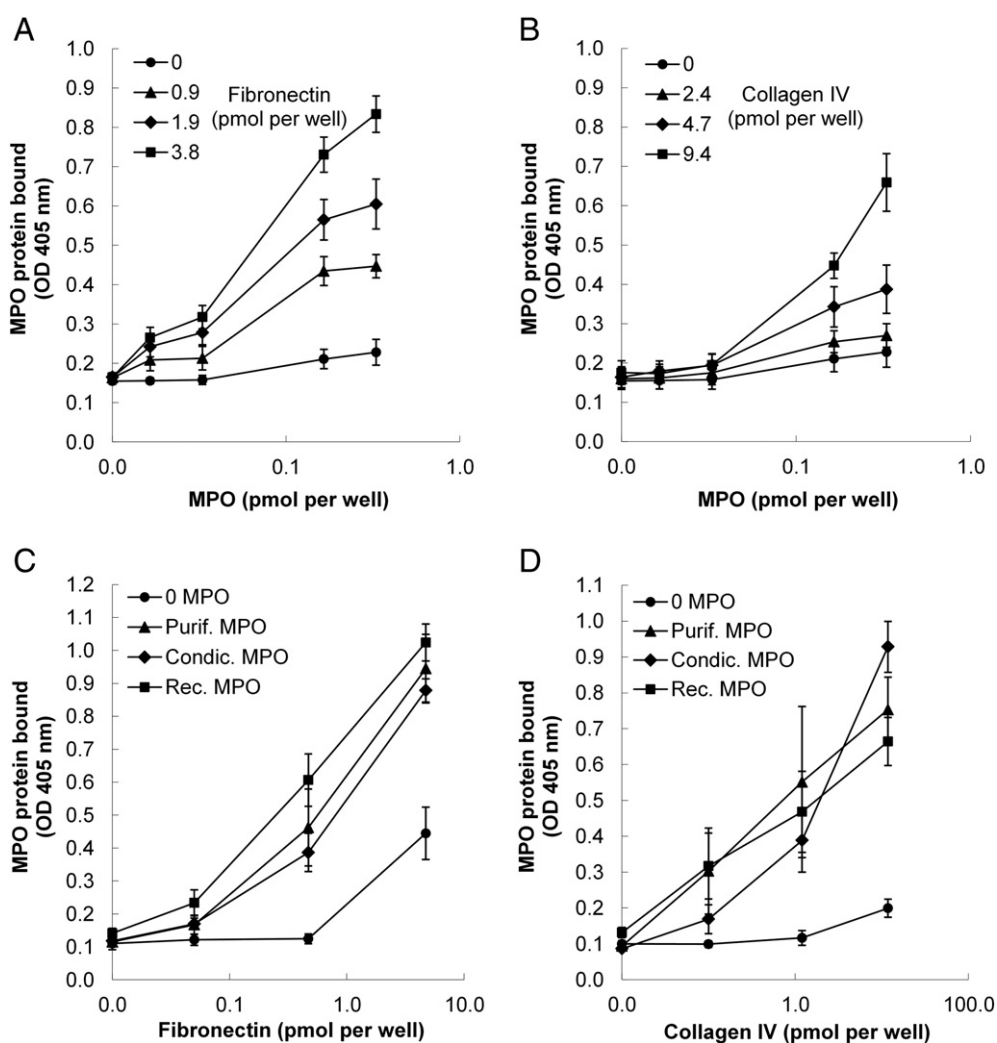 A
MPO protein bound
(OD 405 nm)
1.0
0.9
0.8
0.7
0.6
0.5
0.4
0.3
0.2
0.1
0.0
0
0.9
1.9
3.8
Fibronectin
(pmol per well)
0.0 0.1 1.0
MPO (pmol per well)
B
MPO protein bound
(OD 405 nm)
1.0
0.9
0.8
0.7
0.6
0.5
0.4
0.3
0.2
0.1
0.0
0
2.4
4.7
9.4
Collagen IV
(pmol per well)
0.0 0.1 1.0
MPO (pmol per well)
C
MPO protein bound
(OD 405 nm)
1.2
1.1
1.0
0.9
0.8
0.7
0.6
0.5
0.4
0.3
0.2
0.1
0.0
0 MPO
Purif. MPO
Condic. MPO
Rec. MPO
0.0 0.1 1.0 10.0
Fibronectin (pmol per well)
D
MPO protein bound
(OD 405 nm)
1.1
1.0
0.9
0.8
0.7
0.6
0.5
0.4
0.3
0.2
0.1
0.0
0 MPO
Purif. MPO
Condic. MPO
Rec. MPO
0.0 1.0 100.0
Collagen IV (pmol per well)